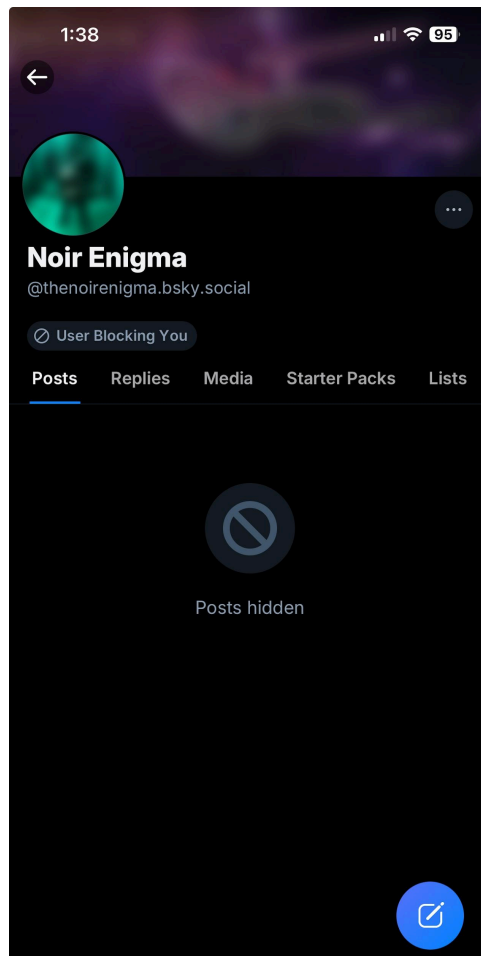 1:38
95
Noir Enigma
@thenoirenigma.bsky.social
User Blocking You
Posts Replies Media Starter Packs Lists
Posts hidden